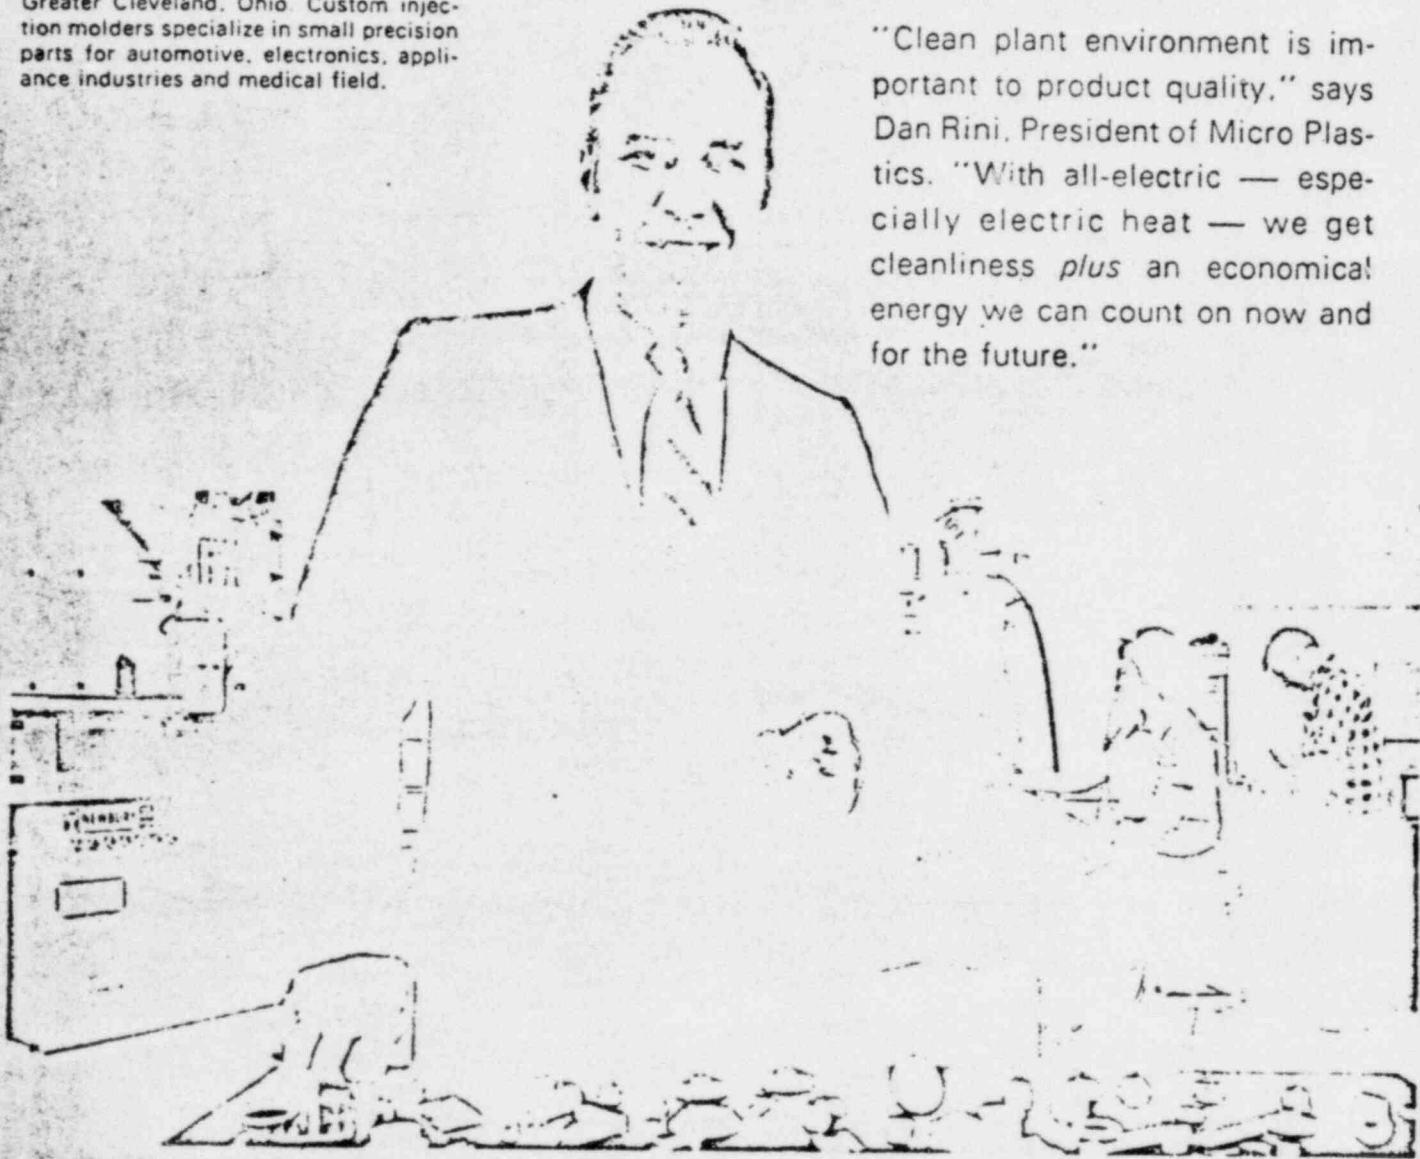 Greater Cleveland, Ohio. Custom injec-
tion molders specialize in small precision
parts for automotive, electronics, appli-
ance industries and medical field.
"Clean plant environment is im-
portant to product quality," says
Dan Rini, President of Micro Plas-
tics. "With all-electric — espe-
cially electric heat — we get
cleanliness plus an economical
energy we can count on now and
for the future."
NEWBURY